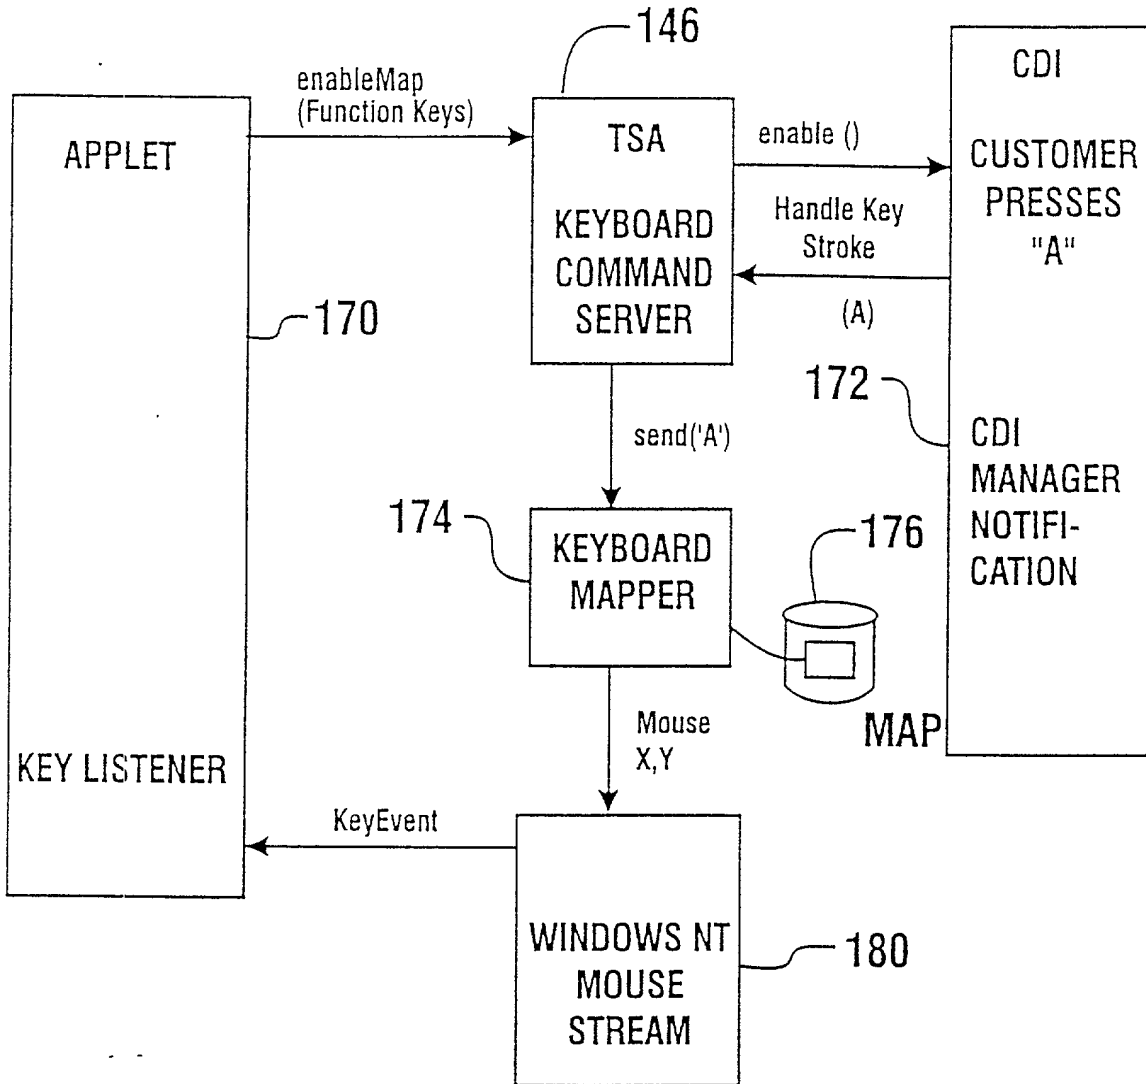 146
enableMap
(Function Keys)
APPLET
TSA
KEYBOARD
COMMAND
SERVER
enable ()
Handle Key
Stroke
(A)
CDI
CUSTOMER
PRESSES
"A"
170
172
CDI
MANAGER
NOTIFI-
CATION
send('A')
174
KEYBOARD
MAPPER
176
MAP
Mouse
X,Y
KEY LISTENER
KeyEvent
WINDOWS NT
MOUSE
STREAM
180